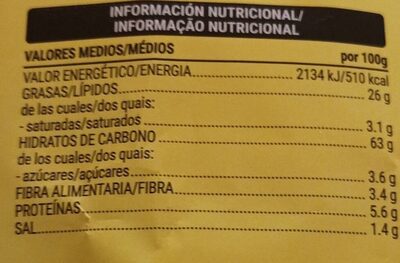 INFORMACIÓN NUTRICIONAL/
INFORMAÇÃO NUTRICIONAL
VALORES MEDIOS/MÉDIOS por 100g
VALOR ENERGÉTICO/ENERGIA 2134 kJ/510 kcal
GRASAS/LÍPIDOS 26 g
de las cuales/dos quais:
- saturadas/saturados 3.1 g
HIDRATOS DE CARBONO 63 g
de los cuales/dos quais:
- azúcares/açúcares 3.6 g
FIBRA ALIMENTARIA/FIBRA 3.4 g
PROTEÍNAS 5.6 g
SAL 1.4 g